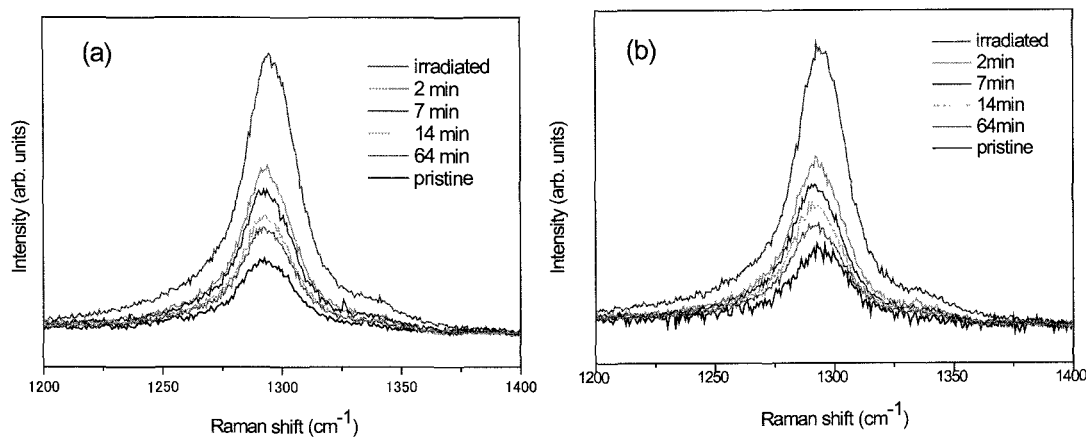 (a)
irradiated
2 min
7 min
14 min
64 min
pristine
Intensity (arb. units)
1200
1250
1300
1350
1400
Raman shift (cm⁻¹)
(b)
irradiated
2min
7min
14min
64min
pristine
Intensity (arb. units)
1200
1250
1300
1350
1400
Raman shift (cm⁻¹)